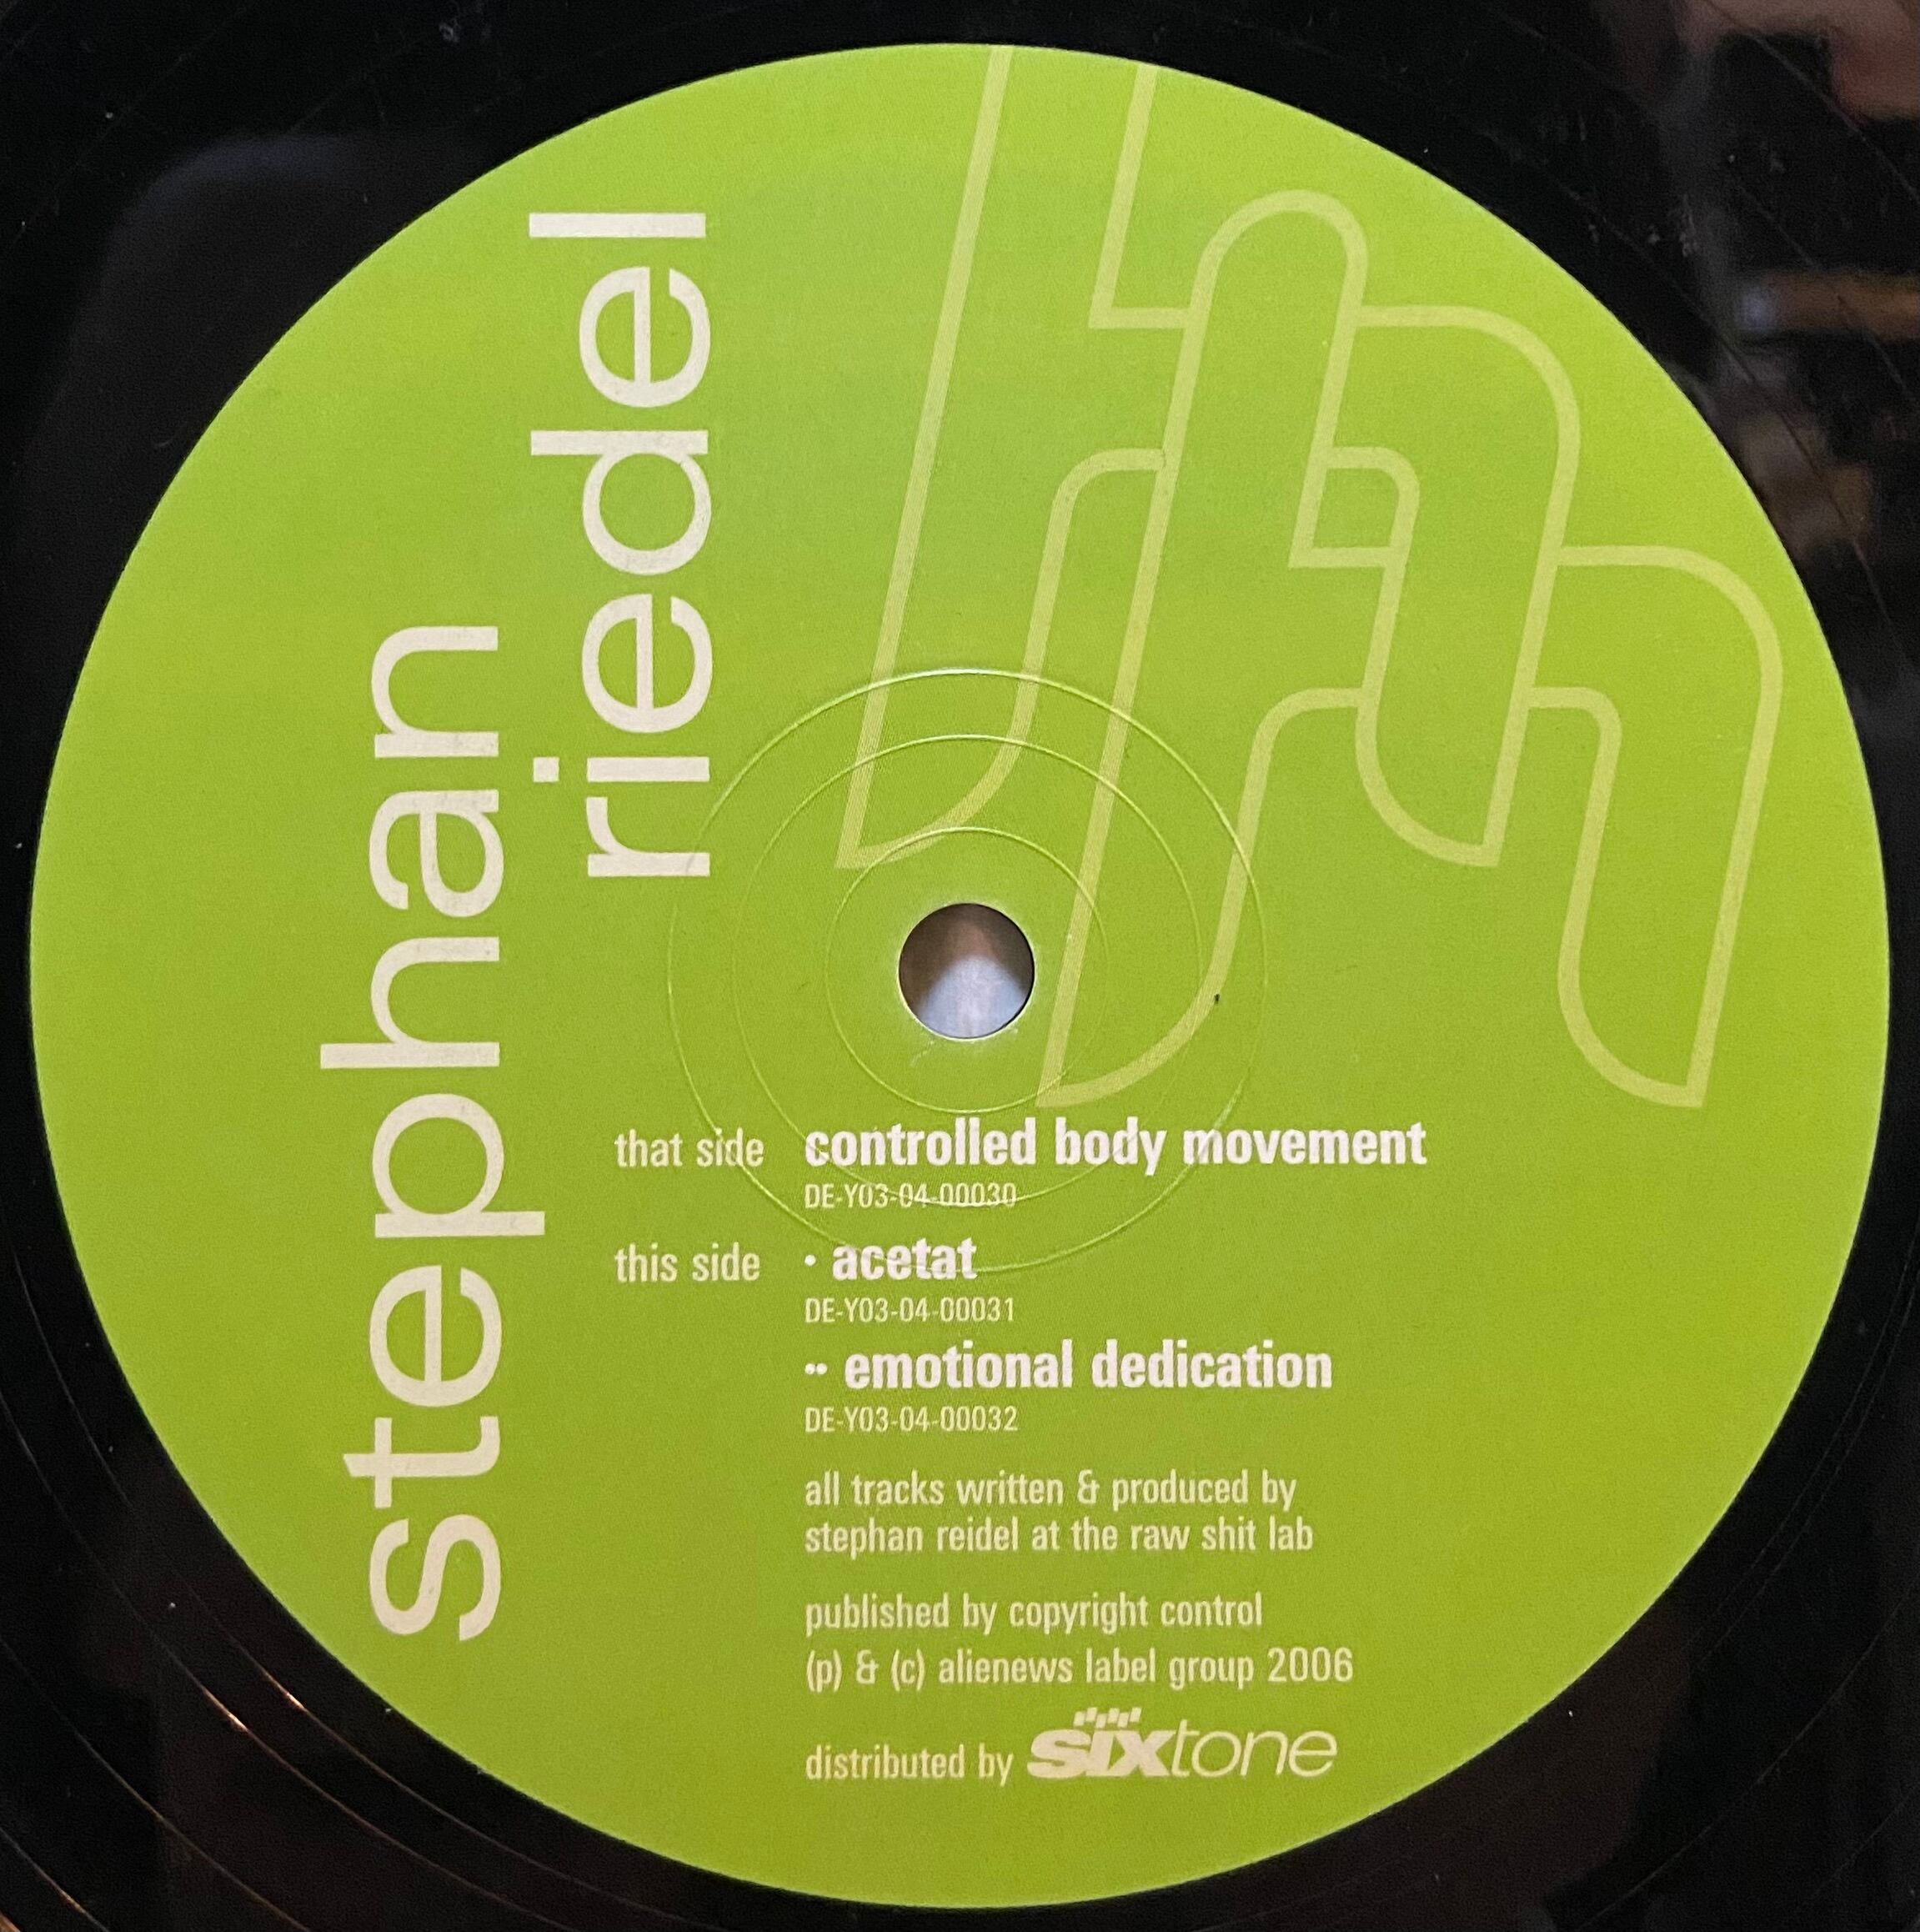 stephan
riedel
that side controlled body movement
DE-Y03-04-00030
this side • acetat
DE-Y03-04-00031
•• emotional dedication
DE-Y03-04-00032
all tracks written & produced by
stephan reidel at the raw shit lab
published by copyright control
(p) & (c) alienews label group 2006
distributed by sixtone